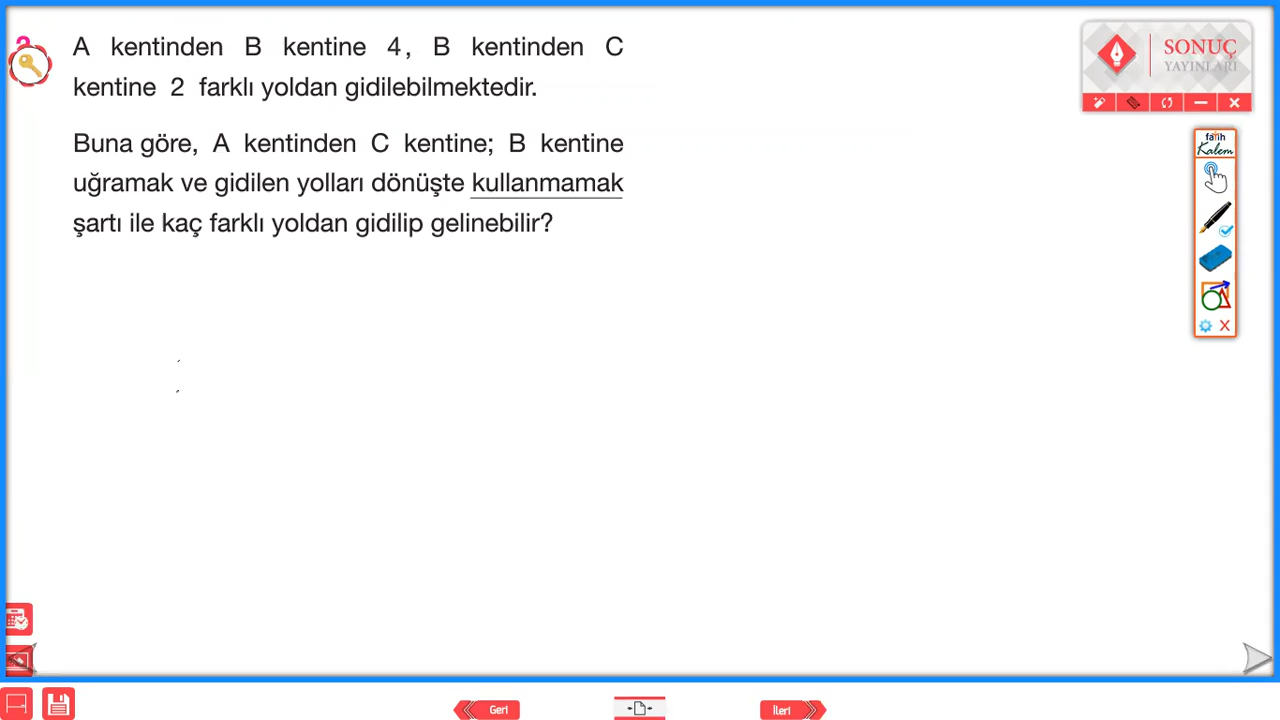 2
A kentinden B kentine 4, B kentinden C
kentine 2 farklı yoldan gidilebilmektedir.
Buna göre, A kentinden C kentine; B kentine
uğramak ve gidilen yolları dönüşte kullanmamak
şartı ile kaç farklı yoldan gidilip gelinebilir?
SONUÇ
YAYINLARI
fatih
Kalem
Geri
İleri